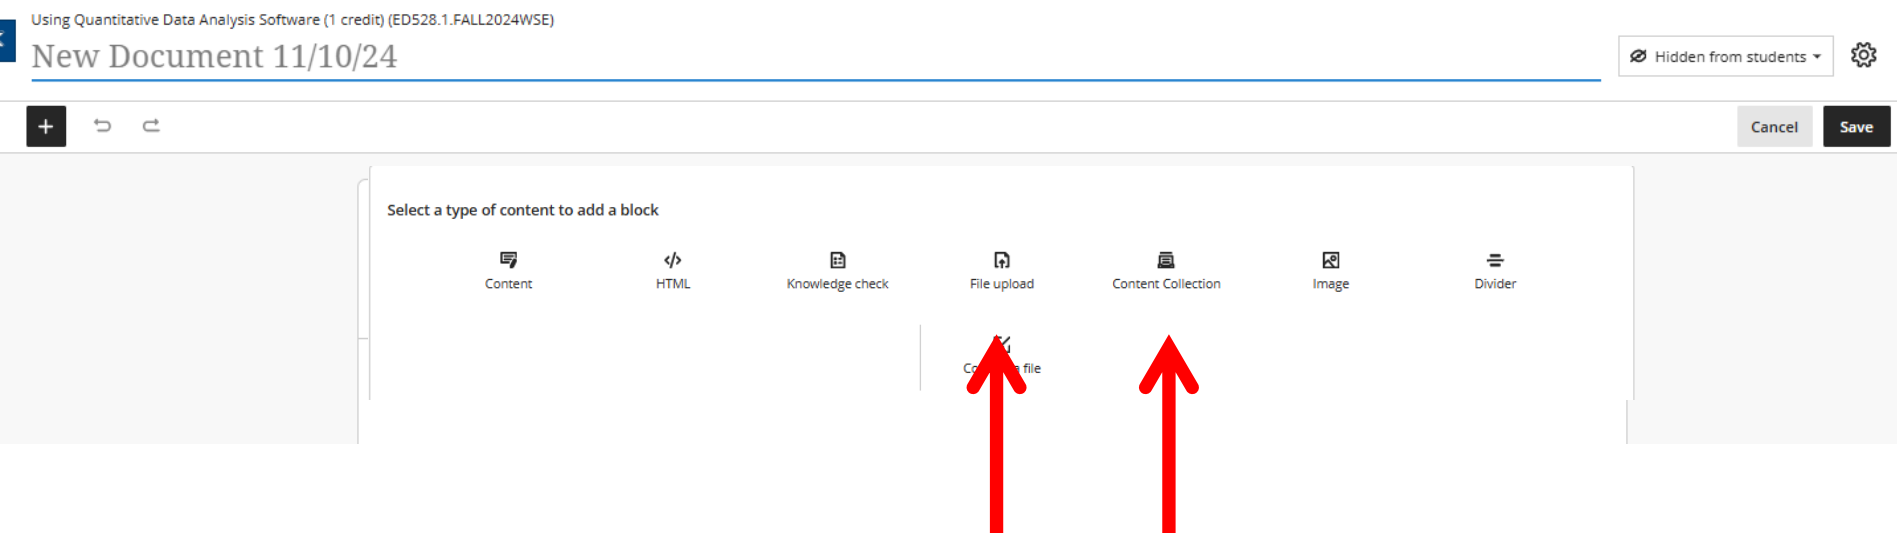 Using Quantitative Data Analysis Software (1 credit) (ED528.1.FALL2024WSE)
New Document 11/10/24
Hidden from students
Cancel Save
Select a type of content to add a block
Content HTML Knowledge check File upload Content Collection Image Divider
file